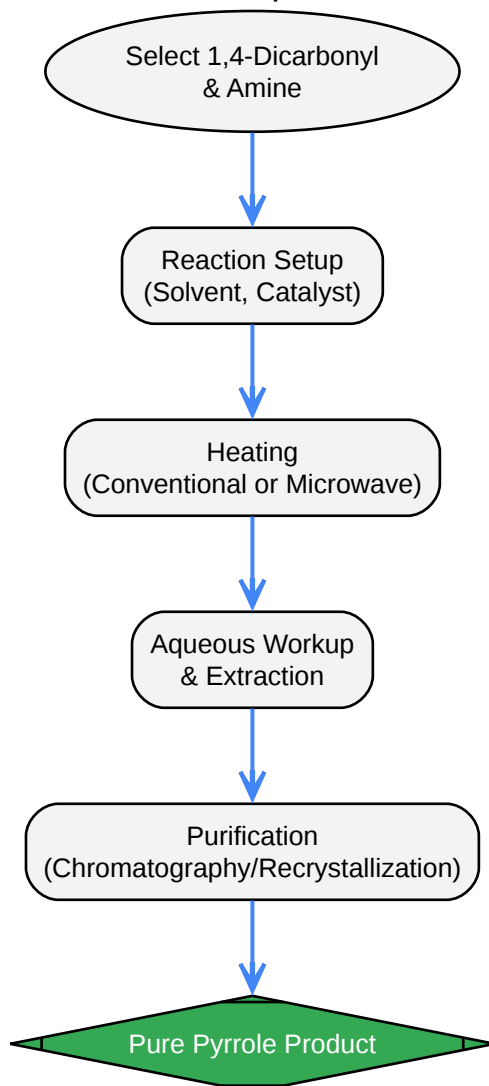 Select 1,4-Dicarbonyl
& Amine
Reaction Setup
(Solvent, Catalyst)
Heating
(Conventional or Microwave)
Aqueous Workup
& Extraction
Purification
(Chromatography/Recrystallization)
Pure Pyrrole Product